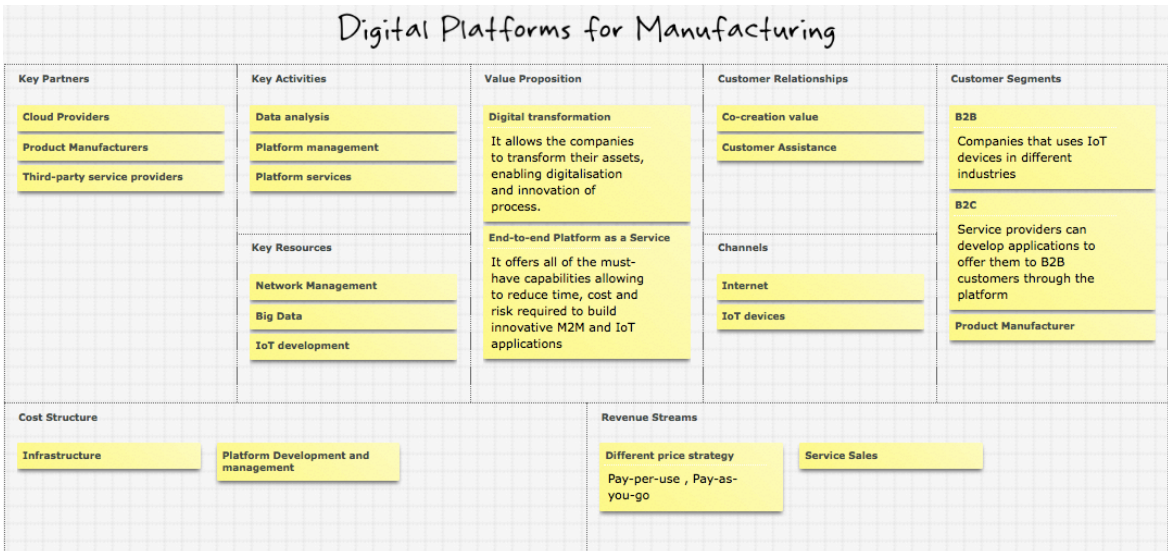 Digital Platforms for Manufacturing
Key Partners
Cloud Providers
Product Manufacturers
Third-party service providers
Key Activities
Data analysis
Platform management
Platform services
Key Resources
Network Management
Big Data
IoT development
Value Proposition
Digital transformation
It allows the companies
to transform their assets,
enabling digitalisation
and innovation of
process.
End-to-end Platform as a Service
It offers all of the must-
have capabilities allowing
to reduce time, cost and
risk required to build
innovative M2M and IoT
applications
Customer Relationships
Co-creation value
Customer Assistance
Channels
Internet
IoT devices
Customer Segments
B2B
Companies that uses IoT
devices in different
industries
B2C
Service providers can
develop applications to
offer them to B2B
customers through the
platform
Product Manufacturer
Cost Structure
Infrastructure
Platform Development and
management
Revenue Streams
Different price strategy
Pay-per-use , Pay-as-
you-go
Service Sales